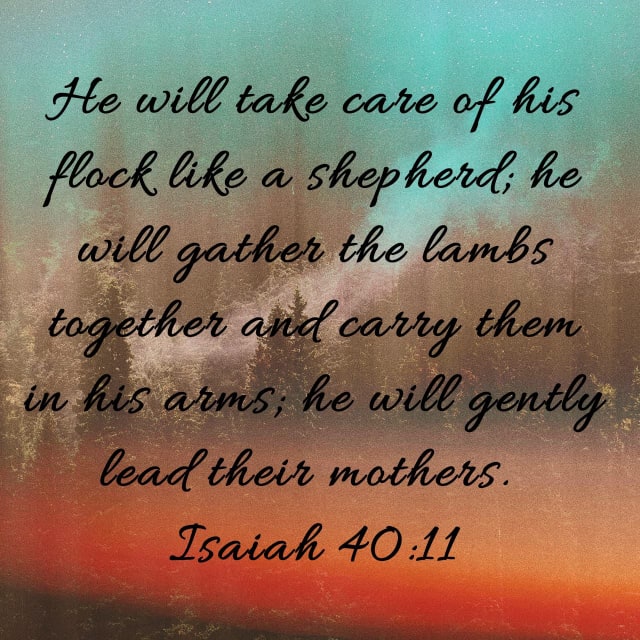 He will take care of his
flock like a shepherd; he
will gather the lambs
together and carry them
in his arms; he will gently
lead their mothers.
Isaiah 40:11